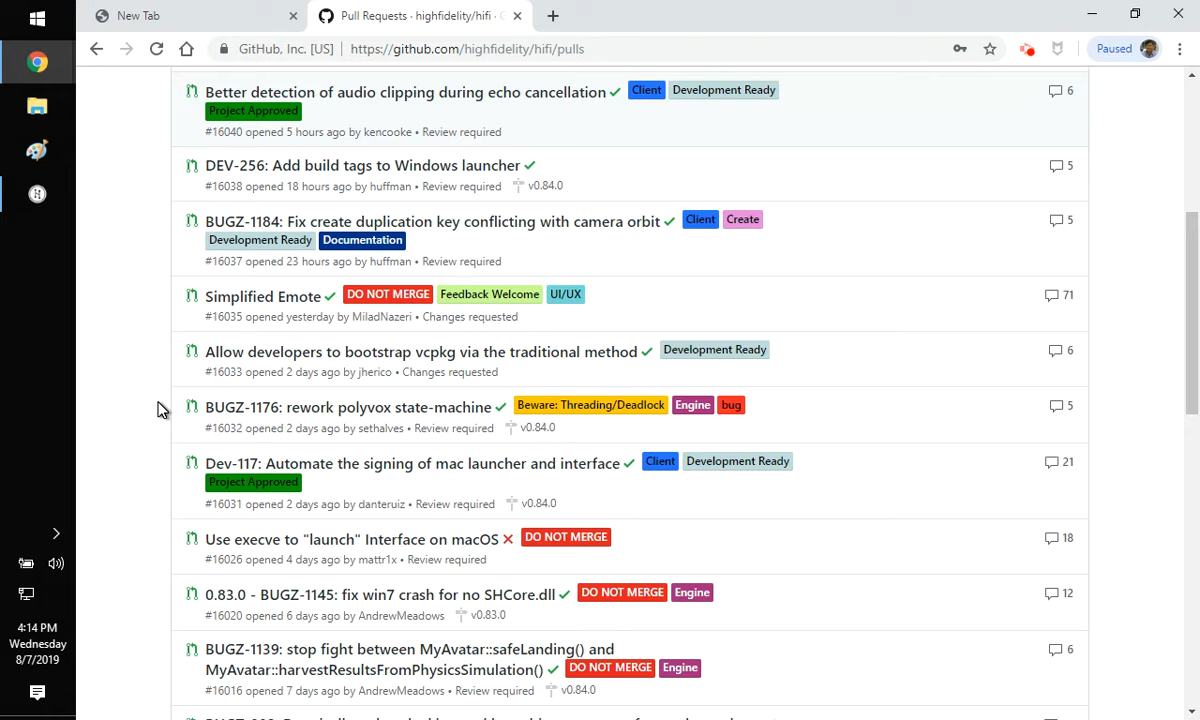 New Tab
Pull Requests · highfidelity/hifi ·
GitHub, Inc. [US] | https://github.com/highfidelity/hifi/pulls
Paused
Better detection of audio clipping during echo cancellation Client Development Ready 6
Project Approved
#16040 opened 5 hours ago by kencooke • Review required
DEV-256: Add build tags to Windows launcher 5
#16038 opened 18 hours ago by huffman • Review required v0.84.0
BUGZ-1184: Fix create duplication key conflicting with camera orbit Client Create 5
Development Ready Documentation
#16037 opened 23 hours ago by huffman • Review required
Simplified Emote DO NOT MERGE Feedback Welcome UI/UX 71
#16035 opened yesterday by MiladNazeri • Changes requested
Allow developers to bootstrap vcpkg via the traditional method Development Ready 6
#16033 opened 2 days ago by jherico • Changes requested
BUGZ-1176: rework polyvox state-machine Beware: Threading/Deadlock Engine bug 5
#16032 opened 2 days ago by sethalves • Review required v0.84.0
Dev-117: Automate the signing of mac launcher and interface Client Development Ready 21
Project Approved
#16031 opened 2 days ago by danteruiz • Review required v0.84.0
Use execve to "launch" Interface on macOS DO NOT MERGE 18
#16026 opened 4 days ago by mattr1x • Review required
0.83.0 - BUGZ-1145: fix win7 crash for no SHCore.dll DO NOT MERGE Engine 12
#16020 opened 6 days ago by AndrewMeadows v0.83.0
BUGZ-1139: stop fight between MyAvatar::safeLanding() and 6
MyAvatar::harvestResultsFromPhysicsSimulation() DO NOT MERGE Engine
#16016 opened 7 days ago by AndrewMeadows • Review required v0.84.0
4:14 PM
Wednesday
8/7/2019